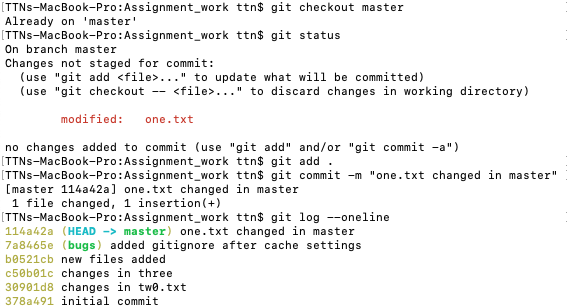 [TTNs-MacBook-Pro:Assignment_work ttn$ git checkout master
Already on 'master'
[TTNs-MacBook-Pro:Assignment_work ttn$ git status
On branch master
Changes not staged for commit:
  (use "git add <file>..." to update what will be committed)
  (use "git checkout -- <file>..." to discard changes in working directory)
        modified:   one.txt
no changes added to commit (use "git add" and/or "git commit -a")
[TTNs-MacBook-Pro:Assignment_work ttn$ git add .
[TTNs-MacBook-Pro:Assignment_work ttn$ git commit -m "one.txt changed in master"
[master 114a42a] one.txt changed in master
 1 file changed, 1 insertion(+)
[TTNs-MacBook-Pro:Assignment_work ttn$ git log --oneline
114a42a (HEAD -> master) one.txt changed in master
7a8465e (bugs) added gitignore after cache settings
b0521cb new files added
c50b01c changes in three
30901d8 changes in tw0.txt
378a491 initial commit